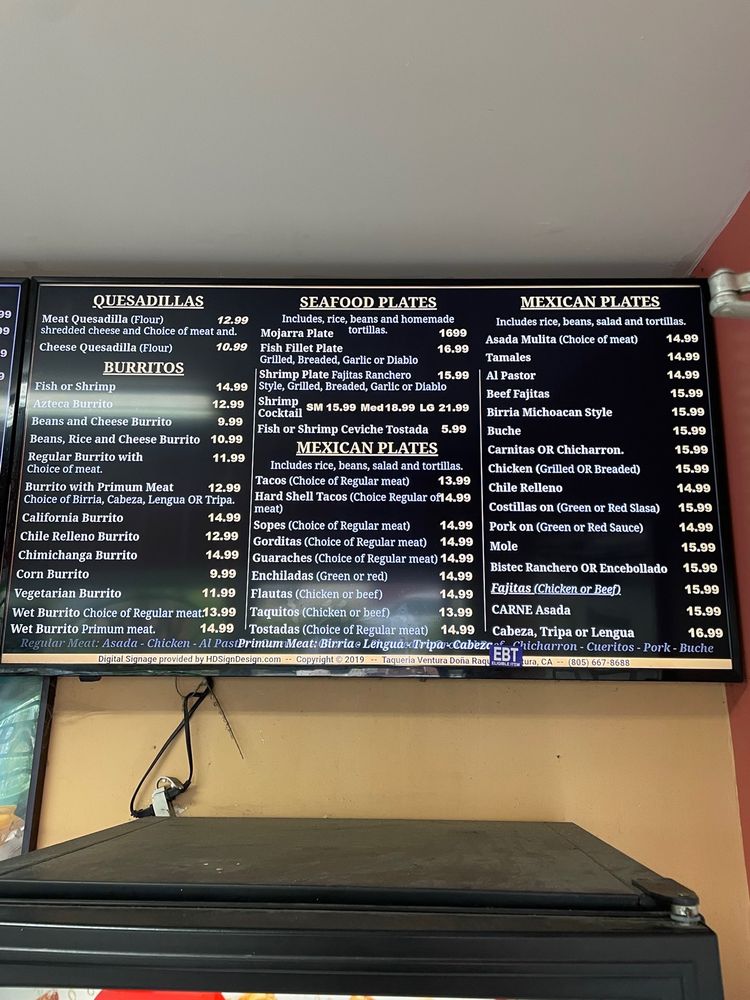 QUESADILLAS
Meat Quesadilla (Flour) 12.99
shredded cheese and Choice of meat and.
Cheese Quesadilla (Flour) 10.99
BURRITOS
Fish or Shrimp 14.99
Azteca Burrito 12.99
Beans and Cheese Burrito 9.99
Beans, Rice and Cheese Burrito 10.99
Regular Burrito with 11.99
Choice of meat.
Burrito with Primum Meat 12.99
Choice of Birria, Cabeza, Lengua OR Tripa.
California Burrito 14.99
Chile Relleno Burrito 12.99
Chimichanga Burrito 14.99
Corn Burrito 9.99
Vegetarian Burrito 11.99
Wet Burrito Choice of Regular meat. 13.99
Wet Burrito Primum meat. 14.99
SEAFOOD PLATES
Includes rice, beans and homemade
tortillas.
Mojarra Plate 1699
Fish Fillet Plate 16.99
Grilled, Breaded, Garlic or Diablo
Shrimp Plate Fajitas Ranchero 15.99
Style, Grilled, Breaded, Garlic or Diablo
Shrimp
Cocktail SM 15.99 Med 18.99 LG 21.99
Fish or Shrimp Ceviche Tostada 5.99
MEXICAN PLATES
Includes rice, beans, salad and tortillas.
Tacos (Choice of Regular meat) 13.99
Hard Shell Tacos (Choice Regular of 14.99
meat)
Sopes (Choice of Regular meat) 14.99
Gorditas (Choice of Regular meat) 14.99
Guaraches (Choice of Regular meat) 14.99
Enchiladas (Green or red) 14.99
Flautas (Chicken or beef) 14.99
Taquitos (Chicken or beef) 13.99
Tostadas (Choice of Regular meat) 14.99
MEXICAN PLATES
Includes rice, beans, salad and tortillas.
Asada Mulita (Choice of meat) 14.99
Tamales 14.99
Al Pastor 14.99
Beef Fajitas 15.99
Birria Michoacan Style 15.99
Buche 15.99
Carnitas OR Chicharron. 15.99
Chicken (Grilled OR Breaded) 15.99
Chile Relleno 14.99
Costillas on (Green or Red Slasa) 15.99
Pork on (Green or Red Sauce) 14.99
Mole 15.99
Bistec Ranchero OR Encebollado 15.99
Fajitas (Chicken or Beef) 15.99
CARNE Asada 15.99
Cabeza, Tripa or Lengua 16.99
Regular Meat: Asada - Chicken - Al Past Primum Meat: Birria - Lengua - Tripa - Cabeza Chicharron - Cueritos - Pork - Buche
EBT
ELIGIBLE ITEM
Digital Signage provided by HDSignDesign.com -- Copyright © 2019 -- Taqueria Ventura Doña Raqu tura, CA -- (805) 667-8688